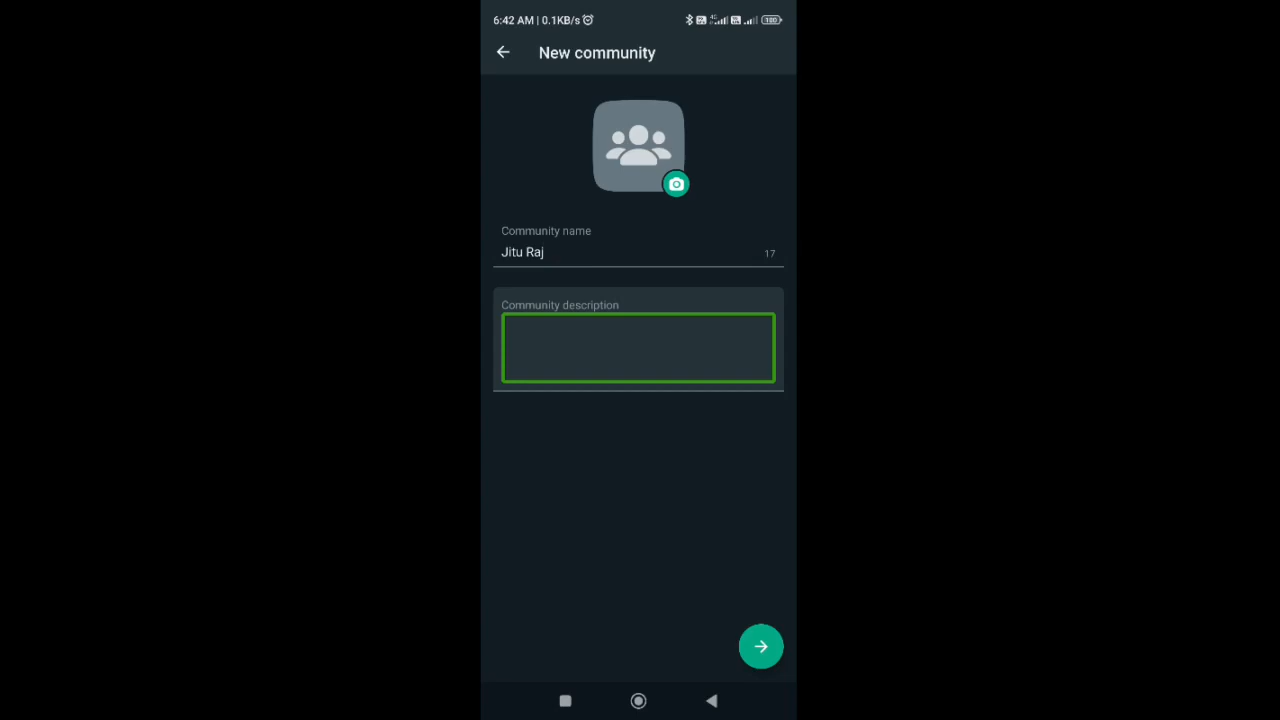 6:42 AM | 0.1KB/s
New community
Community name
Jitu Raj
17
Community description